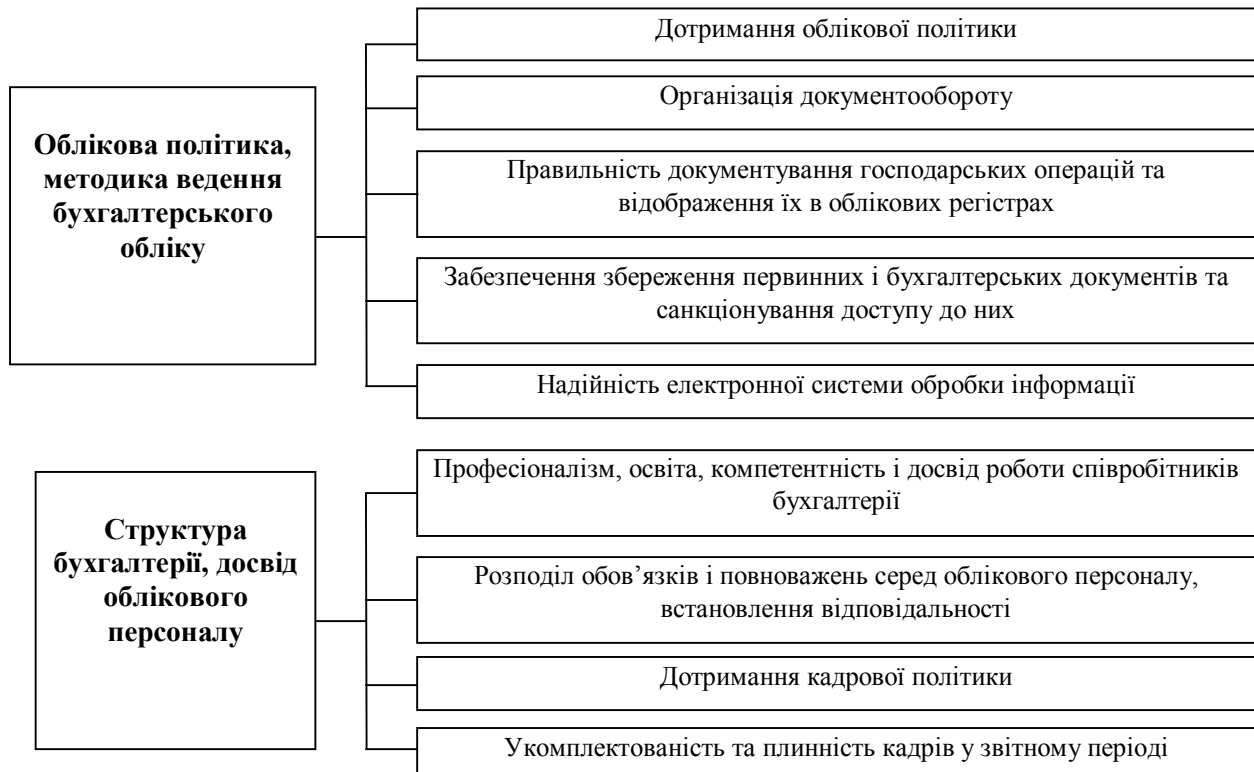 Облікова політика,
методика ведення
бухгалтерського
обліку
Дотримання облікової політики
Організація документообороту
Правильність документування господарських операцій та
відображення їх в облікових регістрах
Забезпечення збереження первинних і бухгалтерських документів та
санкціонування доступу до них
Надійність електронної системи обробки інформації
Структура
бухгалтерії, досвід
облікового
персоналу
Професіоналізм, освіта, компетентність і досвід роботи співробітників
бухгалтерії
Розподіл обов’язків і повноважень серед облікового персоналу,
встановлення відповідальності
Дотримання кадрової політики
Укомплектованість та плинність кадрів у звітному періоді